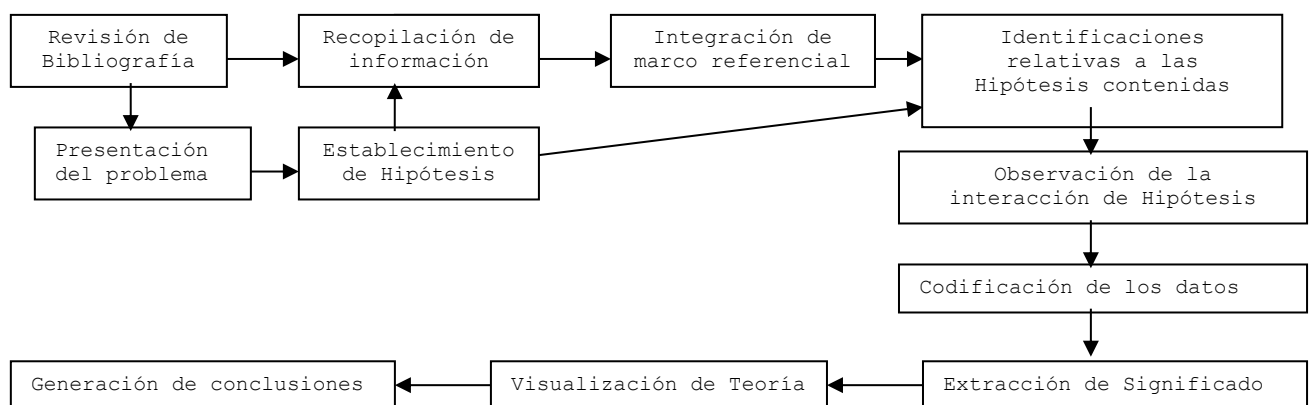 Revisión de
Bibliografía
Recopilación de
información
Integración de
marco referencial
Identificaciones
relativas a las
Hipótesis contenidas
Presentación
del problema
Establecimiento
de Hipótesis
Observación de la
interacción de Hipótesis
Codificación de los datos
Generación de conclusiones
Visualización de Teoría
Extracción de Significado